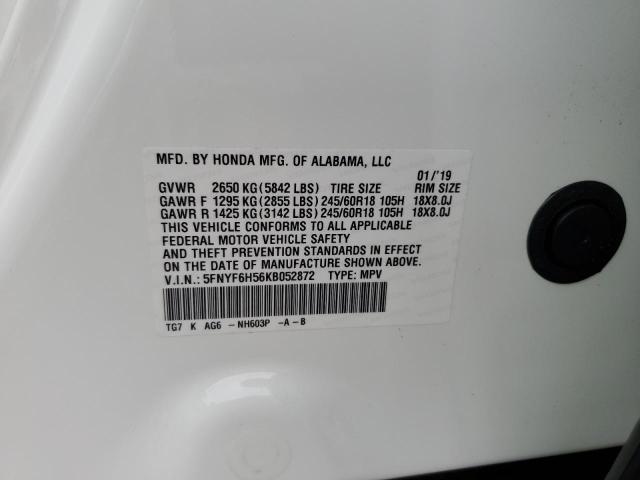 MFD. BY HONDA MFG. OF ALABAMA, LLC
01/'19
GVWR 2650 KG(5842 LBS) TIRE SIZE RIM SIZE
GAWR F 1295 KG(2855 LBS) 245/60R18 105H 18X8.0J
GAWR R 1425 KG(3142 LBS) 245/60R18 105H 18X8.0J
THIS VEHICLE CONFORMS TO ALL APPLICABLE
FEDERAL MOTOR VEHICLE SAFETY
AND THEFT PREVENTION STANDARDS IN EFFECT ON
THE DATE OF MANUFACTURE SHOWN ABOVE.
V.I.N.: 5FNYF6H56KB052872 TYPE: MPV
TG7 K AG6 -NH603P -A-B